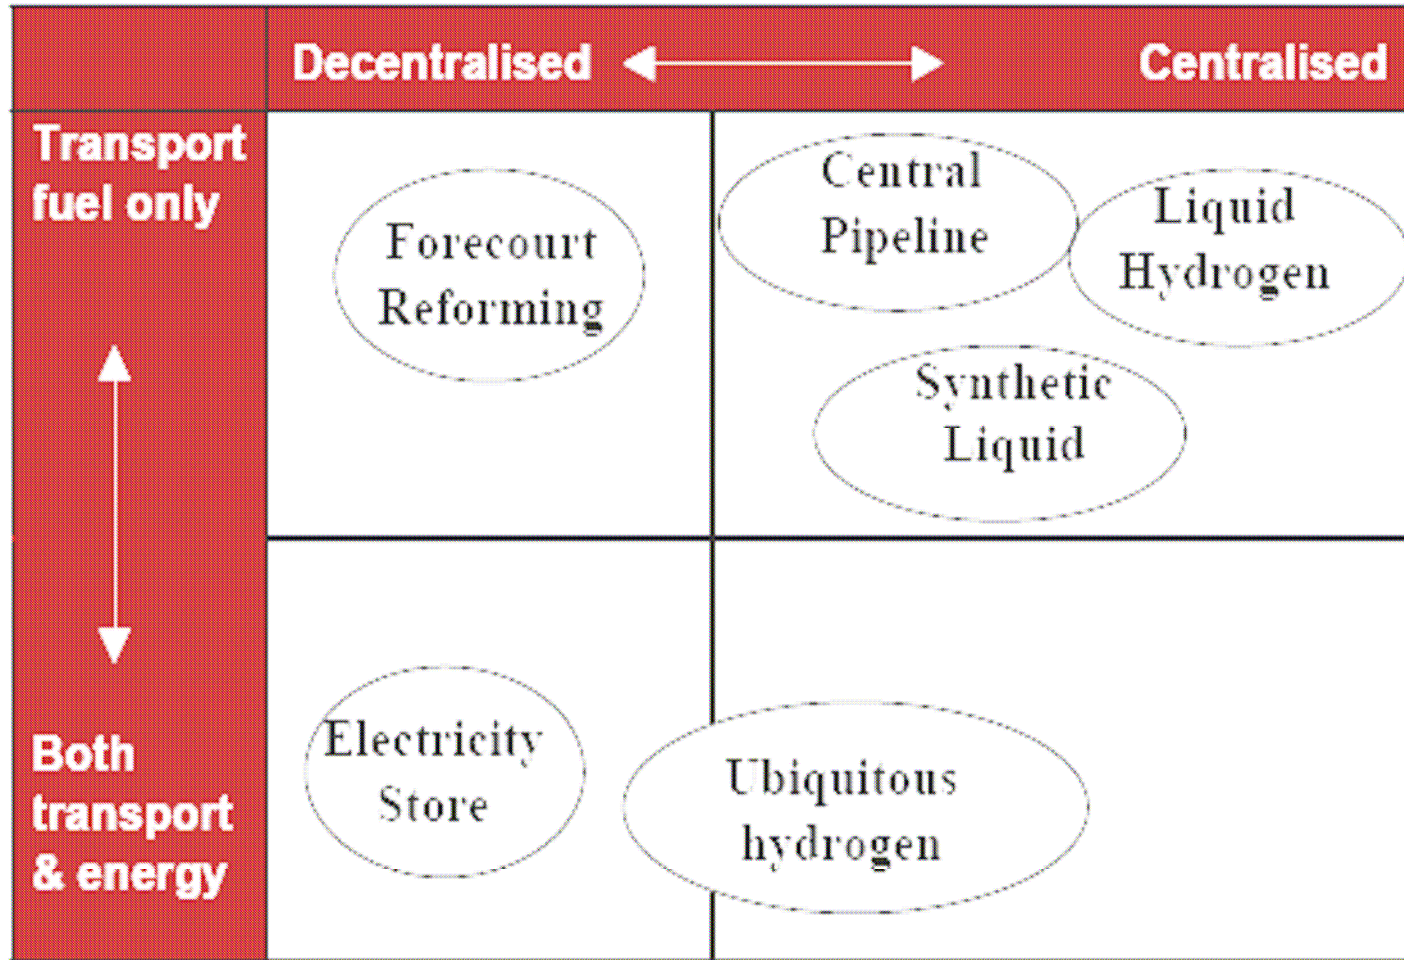 Decentralised
Centralised
Transport
fuel only
Forecourt
Reforming
Central
Pipeline
Liquid
Hydrogen
Synthetic
Liquid
Both
transport
& energy
Electricity
Store
Ubiquitous
hydrogen